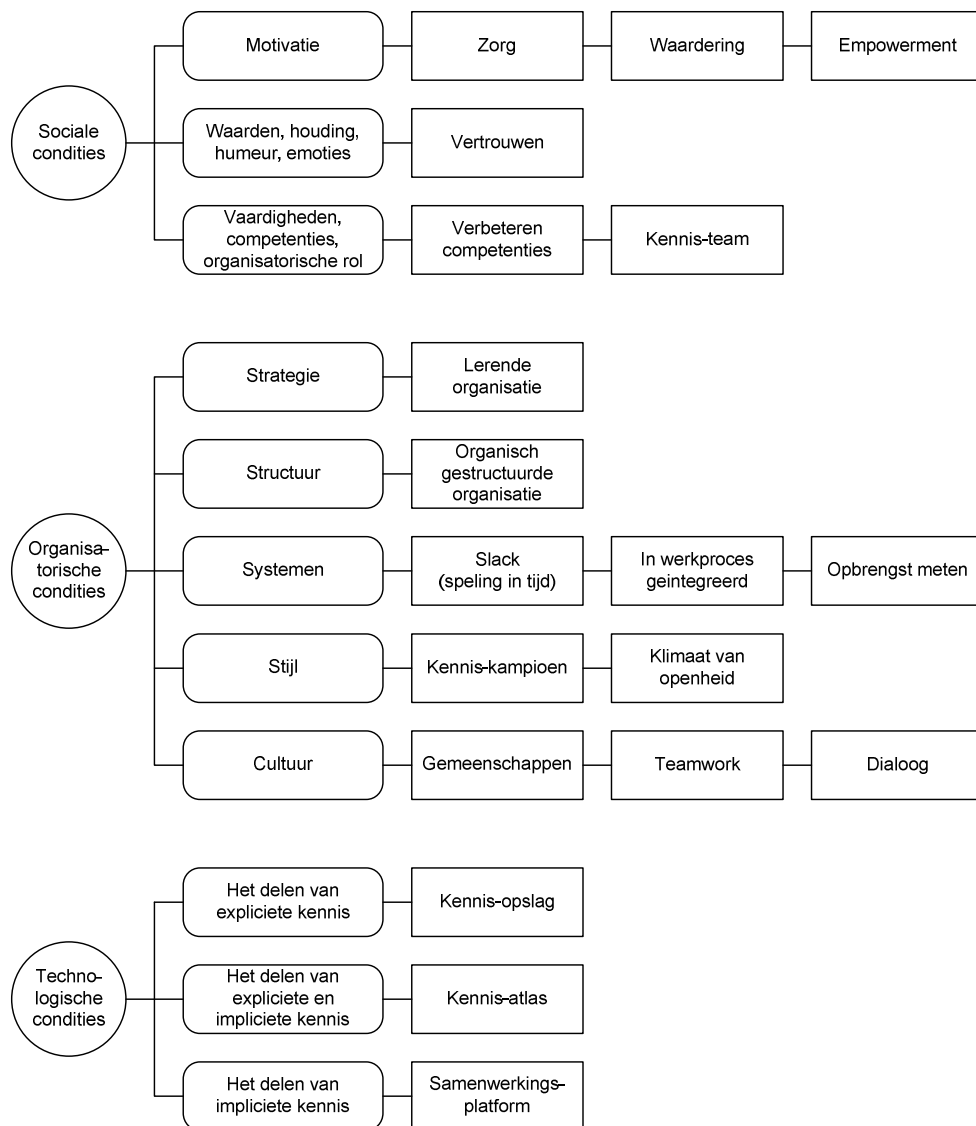 Motivatie
Zorg
Waardering
Empowerment
Sociale
condities
Waarden, houding,
humeur, emoties
Vertrouwen
Vaardigheden,
competenties,
organisatorische rol
Verbeteren
competenties
Kennis-team
Strategie
Lerende
organisatie
Structuur
Organisch
gestructuurde
organisatie
Organisa-
torische
condities
Systemen
Slack
(speling in tijd)
In werkproces
geintegreerd
Opbrengst meten
Stijl
Kennis-kampioen
Klimaat van
openheid
Cultuur
Gemeenschappen
Teamwork
Dialoog
Het delen van
expliciete kennis
Kennis-opslag
Techno-
logische
condities
Het delen van
expliciete en
impliciete kennis
Kennis-atlas
Het delen van
impliciete kennis
Samenwerkings-
platform